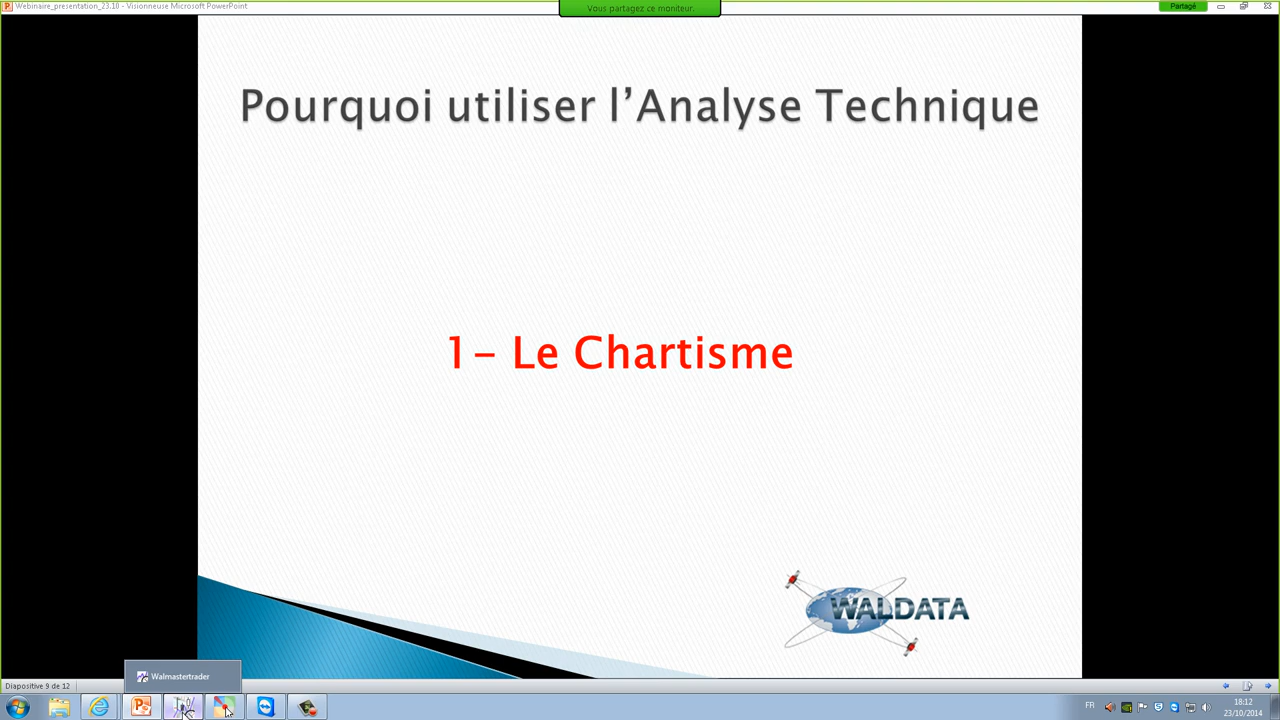 Webinaire_presentation_23.10 - Visionneuse Microsoft PowerPoint
Vous partagez ce moniteur.
Partagé
Pourquoi utiliser l’Analyse Technique
1- Le Chartisme
WALDATA
Walmastertrader
Diapositive 9 de 12
FR
18:12
23/10/2014